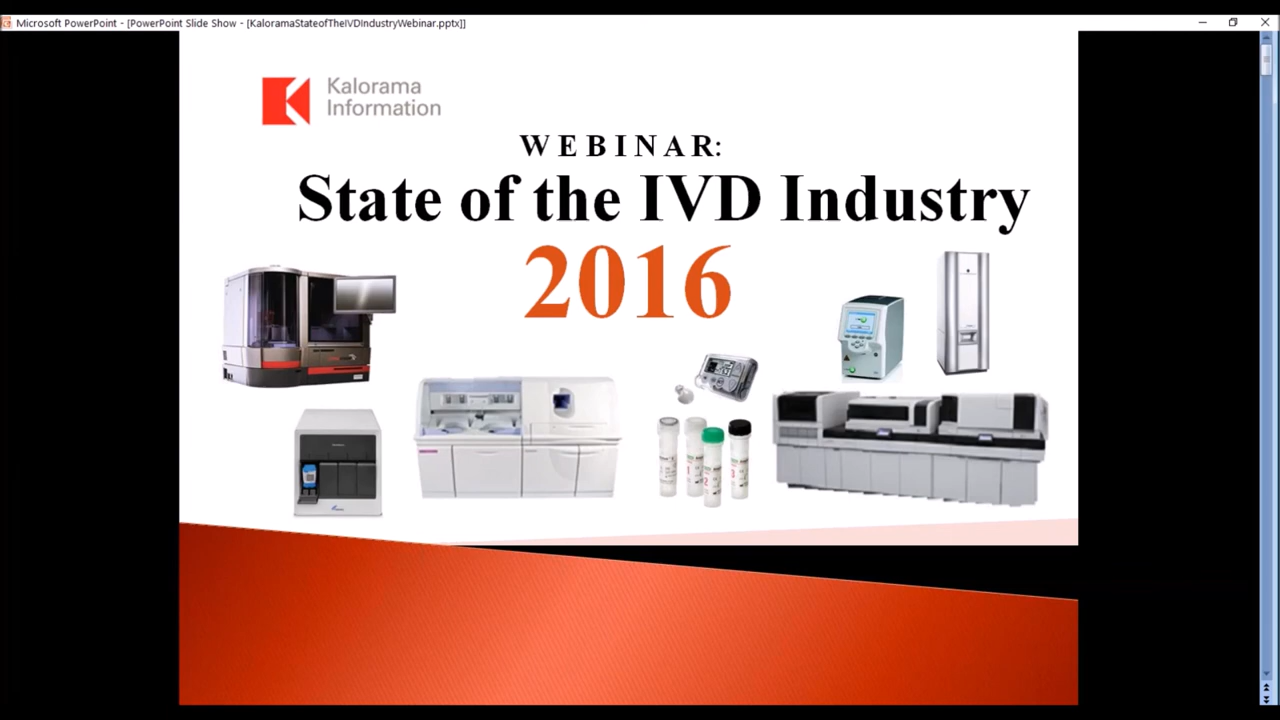 Microsoft PowerPoint - [PowerPoint Slide Show - [KaloramaStateofTheIVDIndustryWebinar.pptx]]
Kalorama
Information
WEBINAR:
State of the IVD Industry
2016